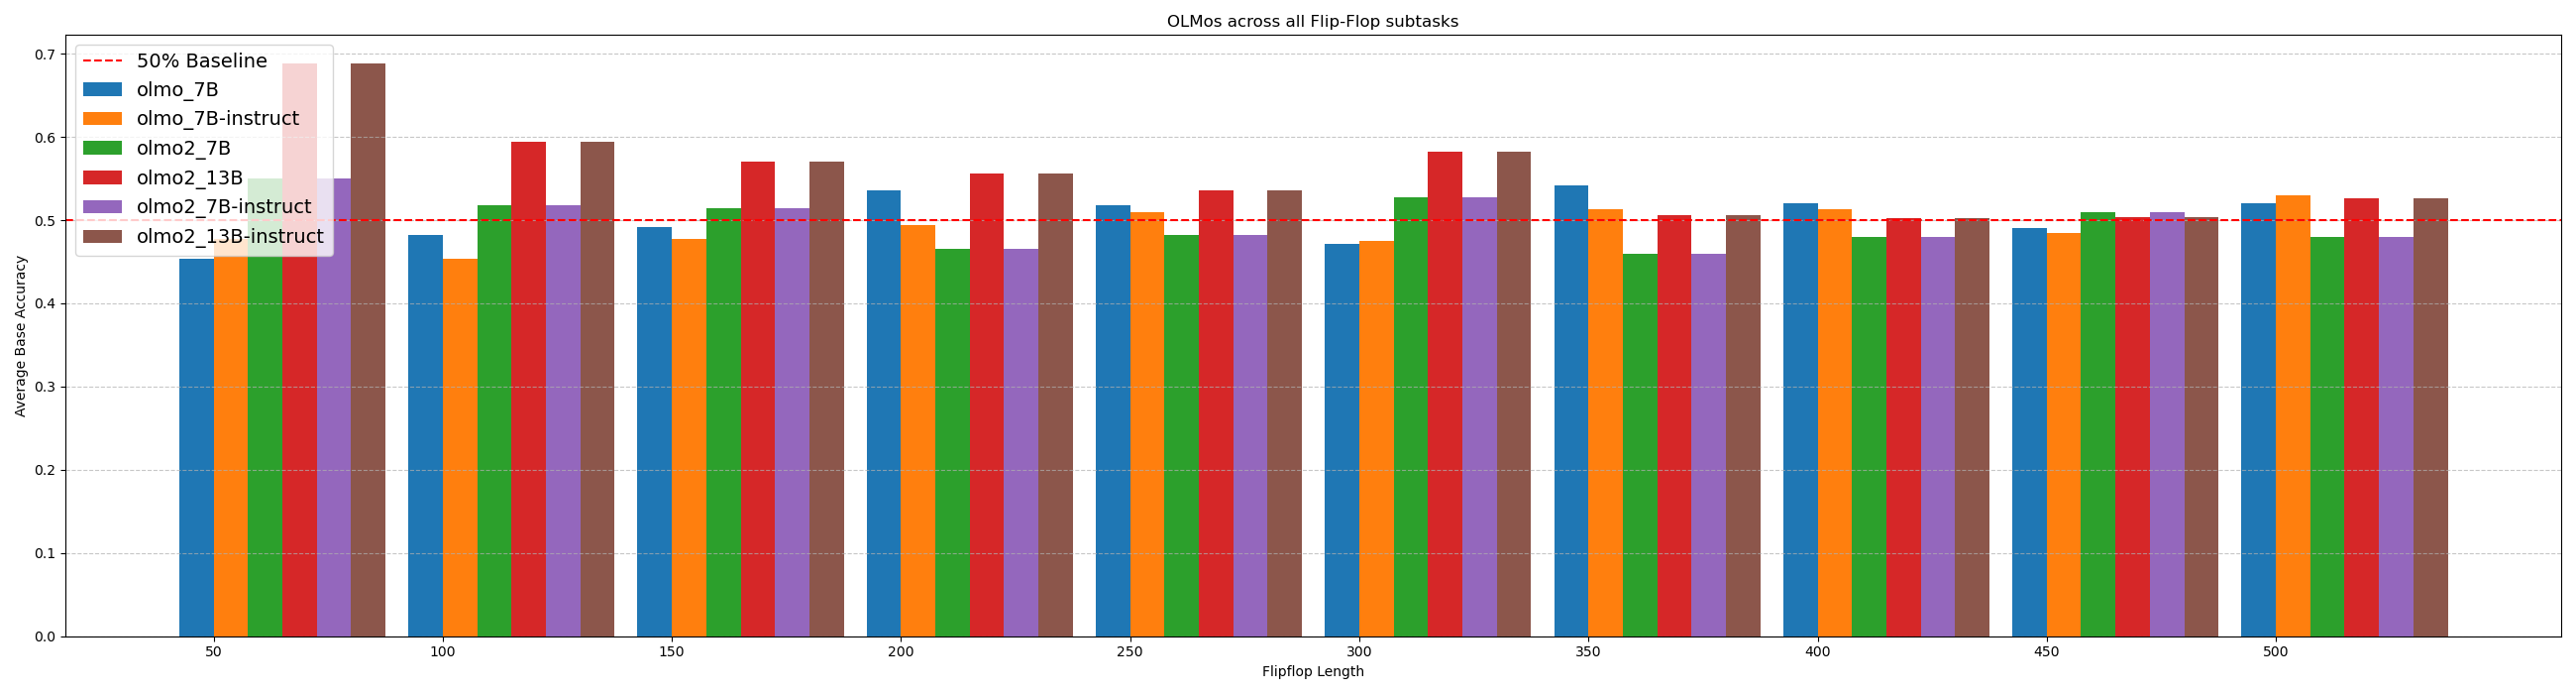 OLMos across all Flip-Flop subtasks
50% Baseline
olmo_7B
olmo_7B-instruct
olmo2_7B
olmo2_13B
olmo2_7B-instruct
olmo2_13B-instruct
Average Base Accuracy
0.7
0.6
0.5
0.4
0.3
0.2
0.1
0.0
50 100 150 200 250 300 350 400 450 500
Flipflop Length